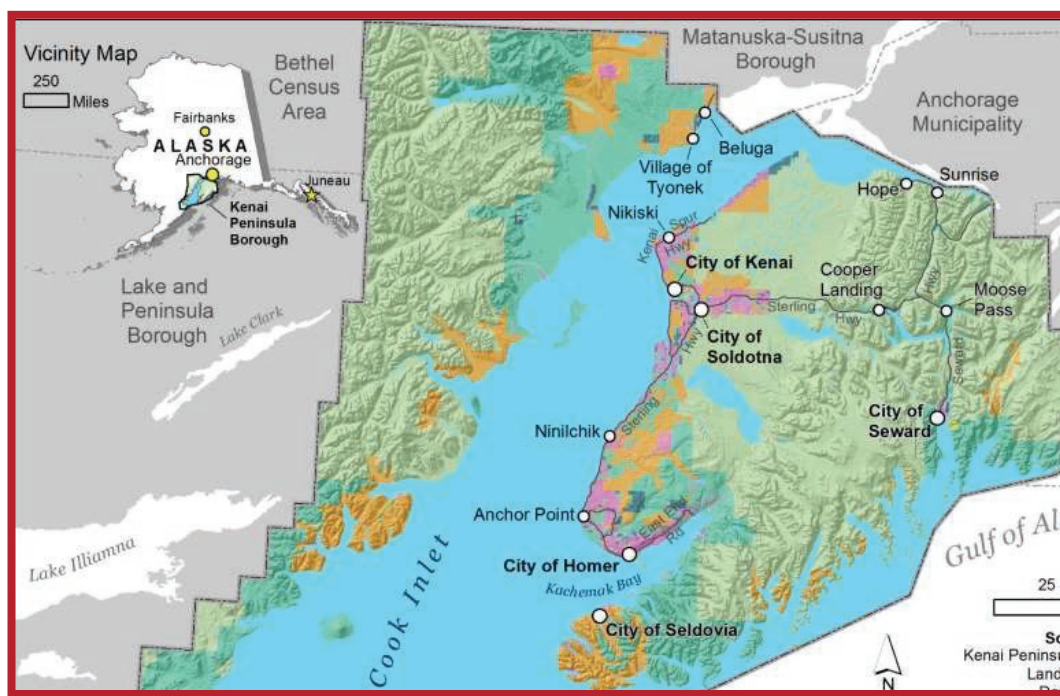 Vicinity Map
250
Miles
Bethel
Census
Area
Fairbanks
ALASKA
Anchorage
Juneau
Kenai
Peninsula
Borough
Lake and
Peninsula
Borough
Lake Clark
Lake Illiamna
Matanuska-Susitna
Borough
Anchorage
Municipality
Beluga
Village of
Tyonek
Nikiski
Kenai Spur
Hwy
City of Kenai
Hope
Sunrise
Hwy
Cooper
Landing
Moose
Pass
Sterling
Hwy
City of
Soldotna
Hwy
Sterling
Seward
City of
Seward
Ninilchik
Anchor Point
East End
Rd
City of Homer
Kachemak Bay
City of Seldovia
Cook Inlet
Gulf of Al
25
N
So
Kenai Peninsu
Land